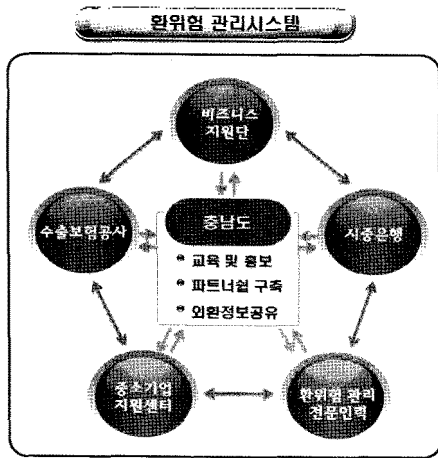 환위험 관리시스템
비즈니스
지원단
수출보험공사
충남도
시중은행
교육 및 홍보
파트너쉽 구축
외환정보공유
중소기업
지원센터
환위험 관리
전문인력